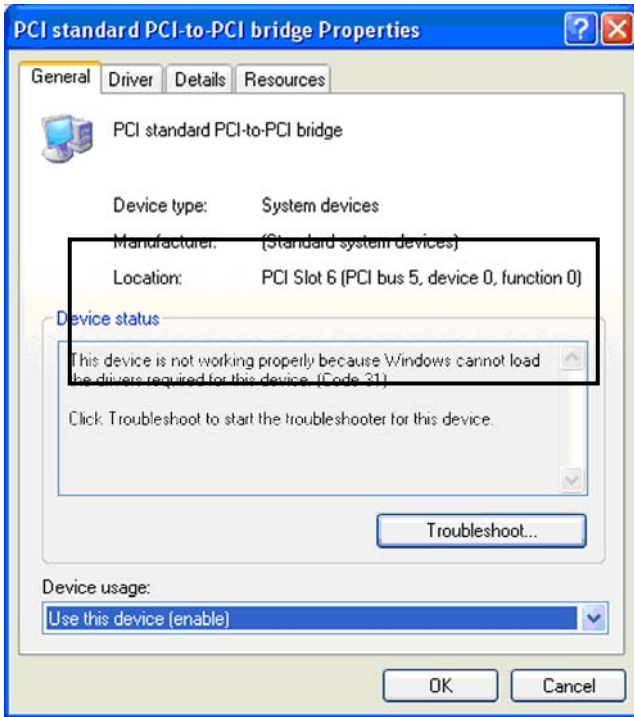 PCI standard PCI-to-PCI bridge Properties
General Driver Details Resources
PCI standard PCI-to-PCI bridge
Device type: System devices
Manufacturer: (Standard system devices)
Location: PCI Slot 6 (PCI bus 5, device 0, function 0)
Device status
This device is not working properly because Windows cannot load
the drivers required for this device. (Code 31)
Click Troubleshoot to start the troubleshooter for this device.
Troubleshoot...
Device usage:
Use this device (enable)
OK Cancel